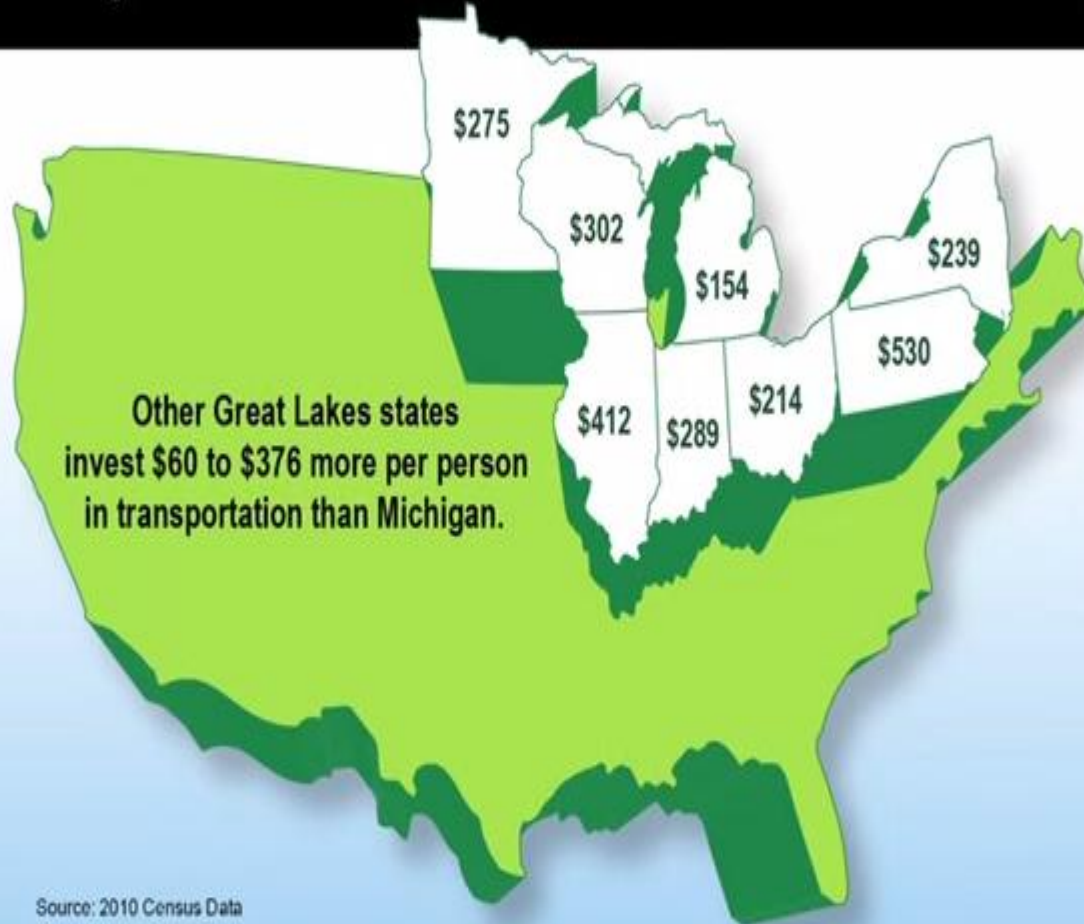 $275
$302
$154
$239
$530
$412
$289
$214
Other Great Lakes states
invest $60 to $376 more per person
in transportation than Michigan.
Source: 2010 Census Data